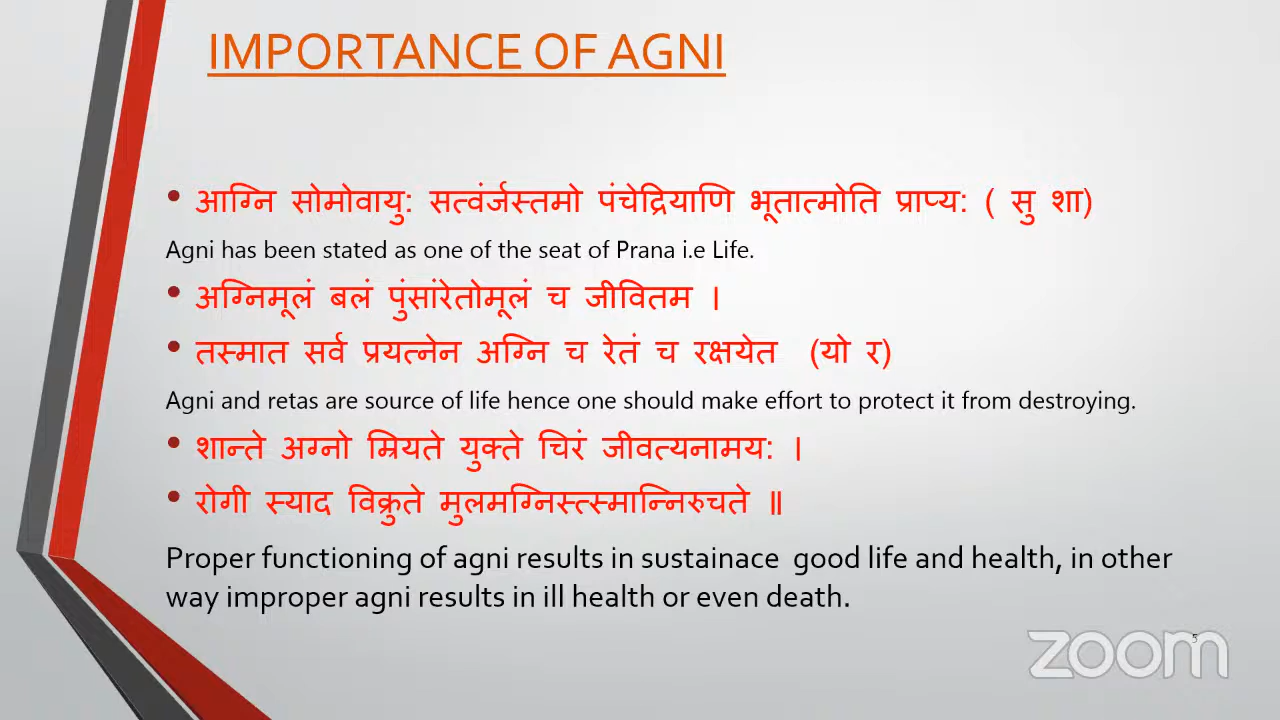 IMPORTANCE OF AGNI
• आग्नि सोमोवायु: सत्वंर्जस्तमो पंचेद्रियाणि भूतात्मोति प्राप्य: ( सु शा)
Agni has been stated as one of the seat of Prana i.e Life.
• अग्निमूलं बलं पुंसांरेतोमूलं च जीवितम ।
• तस्मात सर्व प्रयत्नेन अग्नि च रेतं च रक्षयेत (यो र)
Agni and retas are source of life hence one should make effort to protect it from destroying.
• शान्ते अग्नो म्रियते युक्ते चिरं जीवत्यनामय: ।
• रोगी स्याद विक्रुते मुलमग्निस्त्स्मान्निरुचते ॥
Proper functioning of agni results in sustainace good life and health, in other
way improper agni results in ill health or even death.
5
zoom